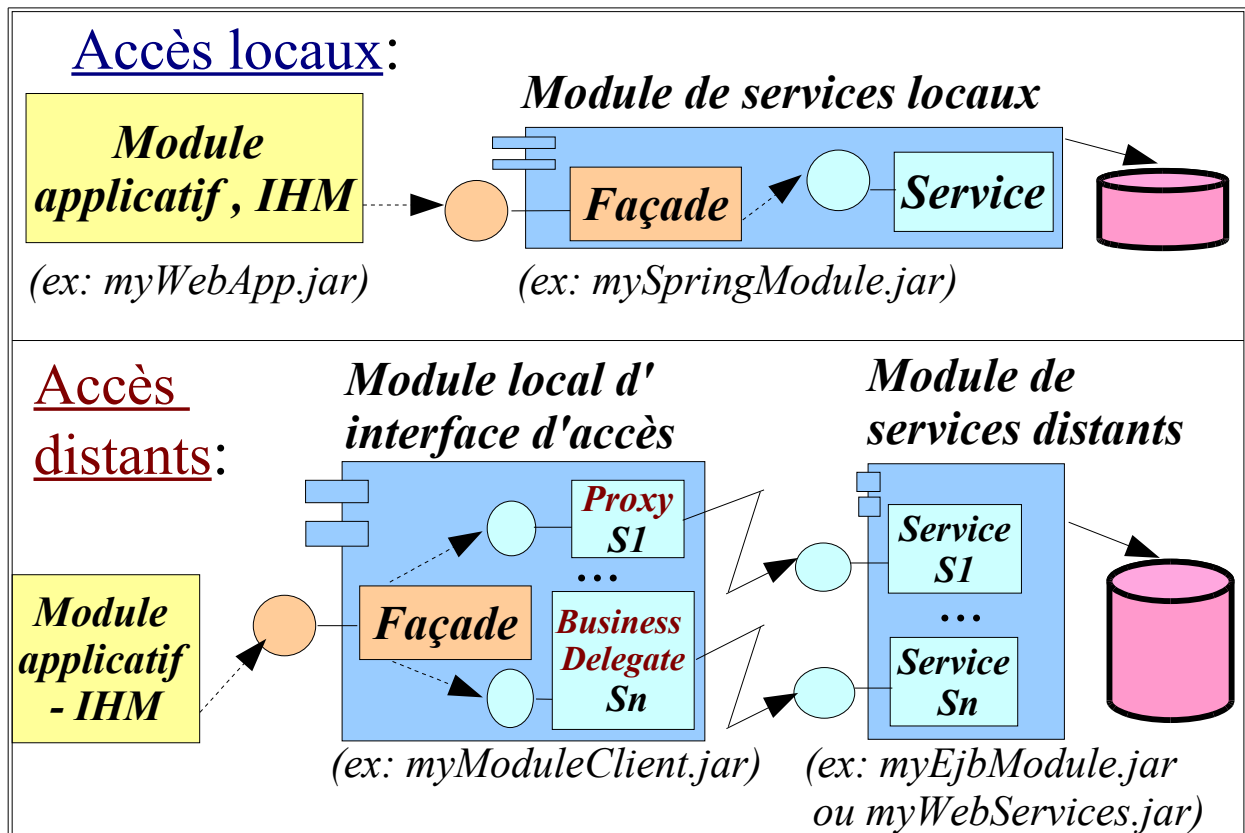 Accès locaux:
Module de services locaux
Module
applicatif , IHM
Façade
Service
(ex: myWebApp.jar)
(ex: mySpringModule.jar)
Accès
distants:
Module local d'
interface d'accès
Module de
services distants
Proxy
S1
...
Business
Delegate
Sn
Façade
Module
applicatif
- IHM
Service
S1
...
Service
Sn
(ex: myModuleClient.jar)
(ex: myEjbModule.jar
ou myWebServices.jar)